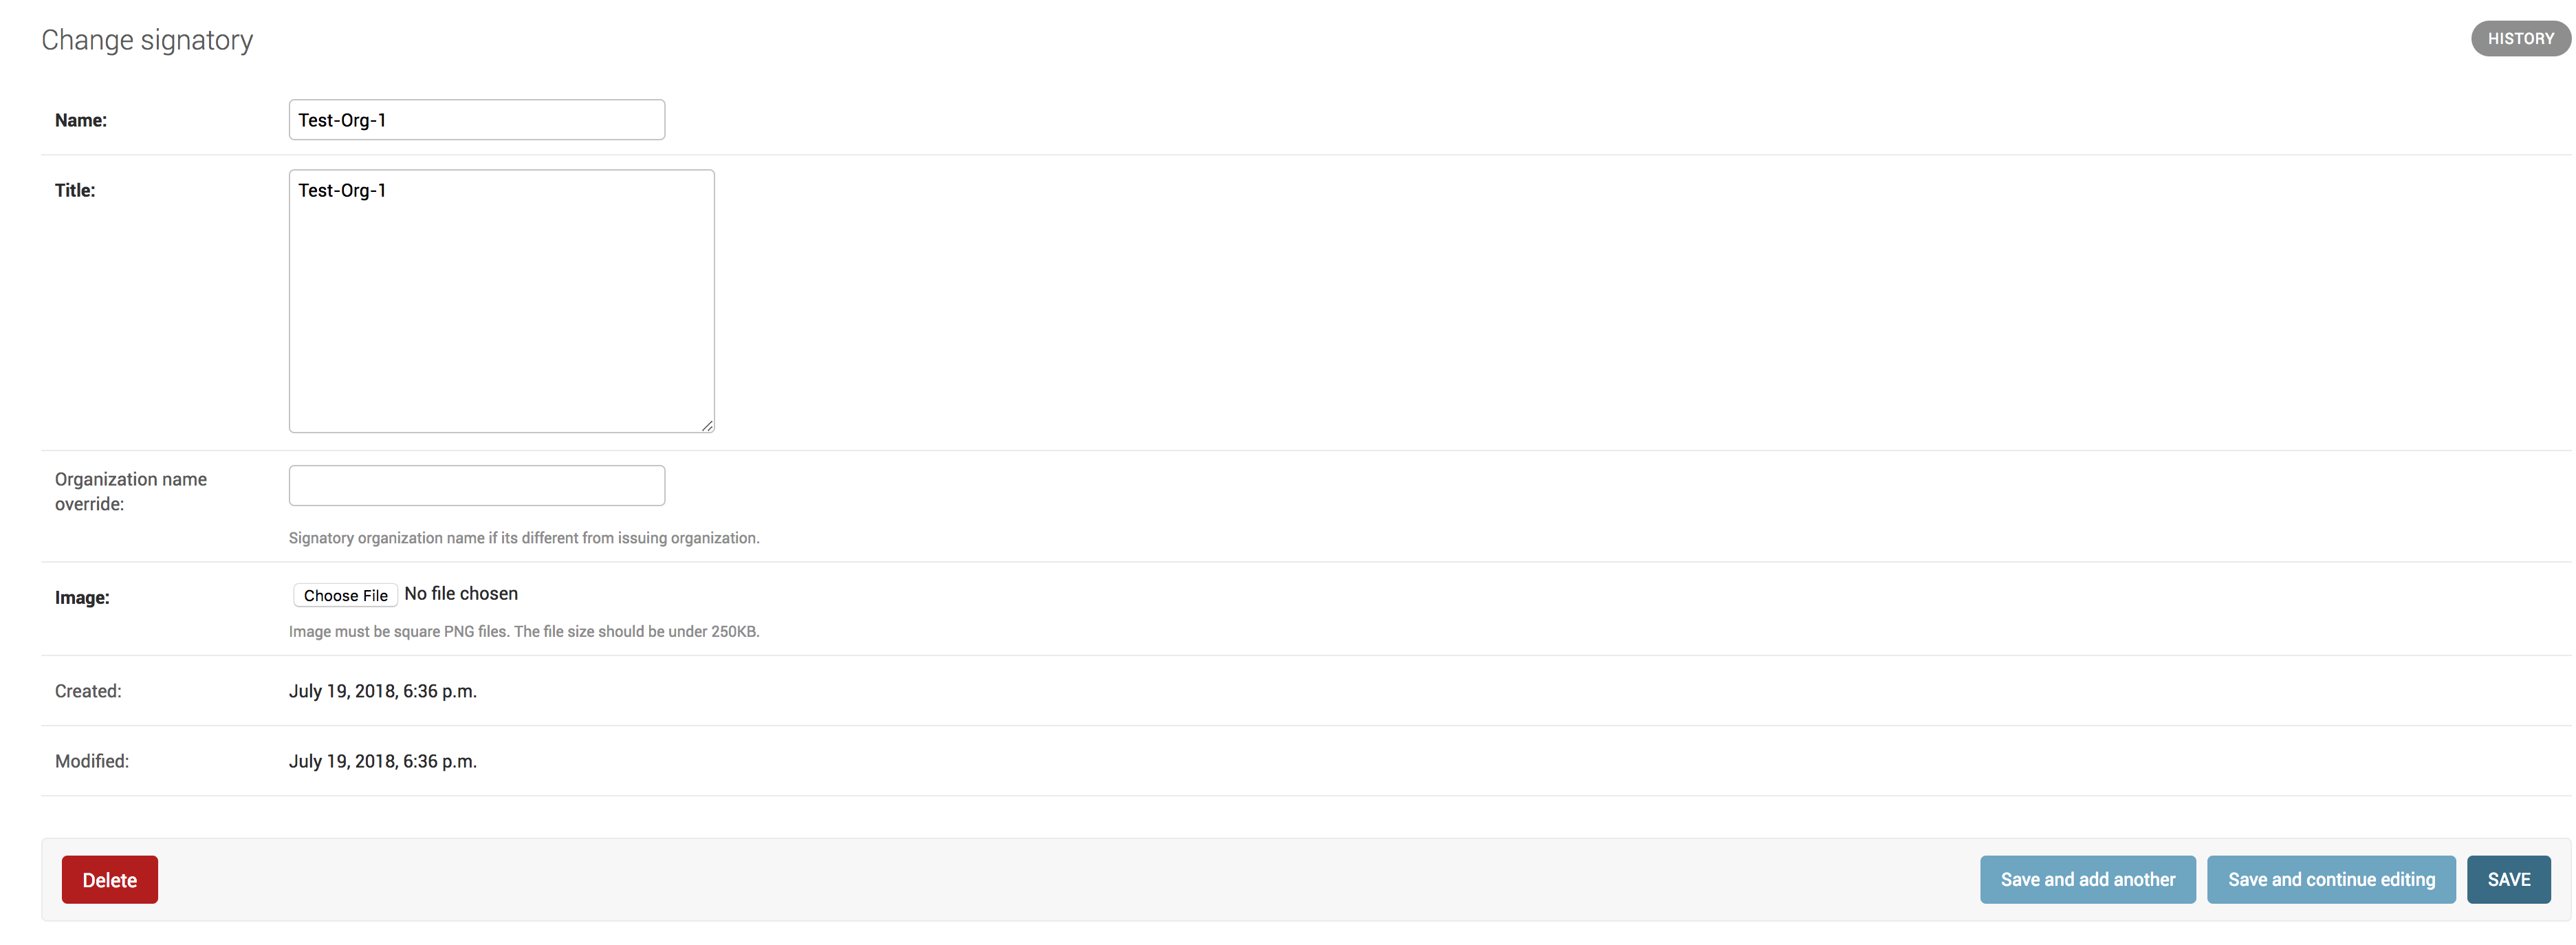 Change signatory
HISTORY
Name:
Test-Org-1
Title:
Test-Org-1
Organization name
override:
Signatory organization name if its different from issuing organization.
Image:
Choose File No file chosen
Image must be square PNG files. The file size should be under 250KB.
Created:
July 19, 2018, 6:36 p.m.
Modified:
July 19, 2018, 6:36 p.m.
Delete
Save and add another
Save and continue editing
SAVE